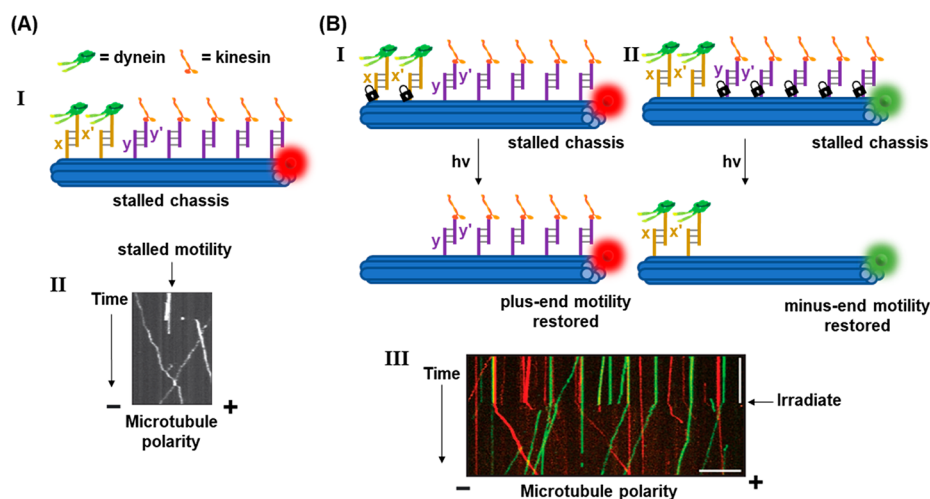 (A)
= dynein
= kinesin
I
x
x'
y
y'
stalled chassis
stalled motility
II
Time
−
+
Microtubule
polarity
(B)
I
x
x'
y
y'
stalled chassis
hv
y
y'
plus-end motility
restored
II
x
x'
y
y'
stalled chassis
hv
x
x'
minus-end motility
restored
III
Time
Irradiate
−
+
Microtubule polarity